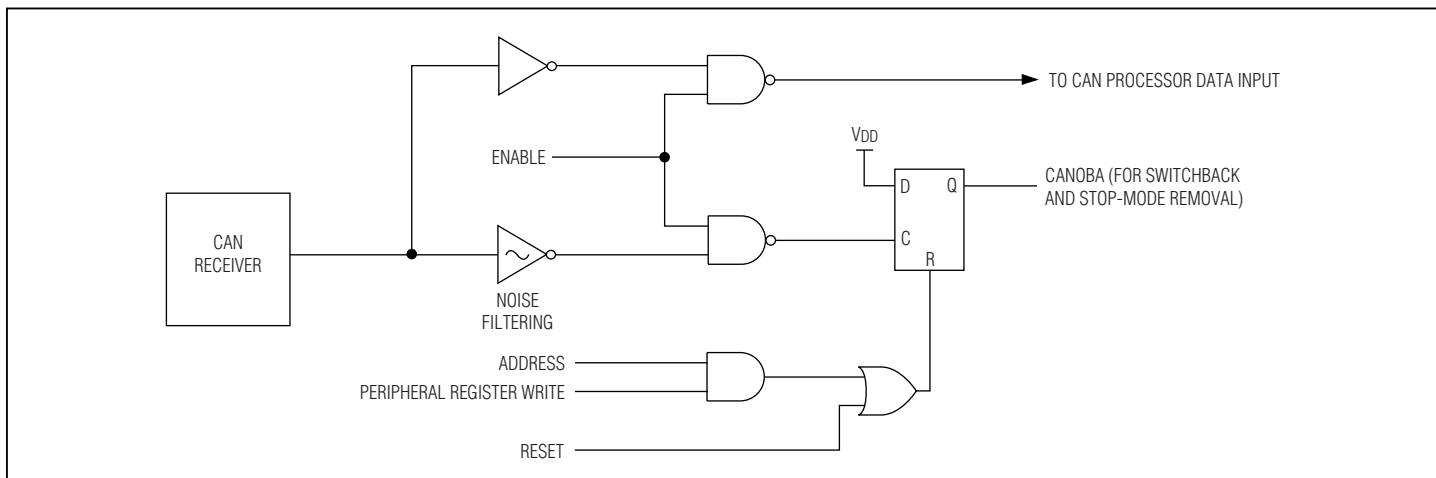 TO CAN PROCESSOR DATA INPUT
VDD
ENABLE
D
Q
CANOBA (FOR SWITCHBACK
AND STOP-MODE REMOVAL)
C
CAN
RECEIVER
R
NOISE
FILTERING
ADDRESS
PERIPHERAL REGISTER WRITE
RESET